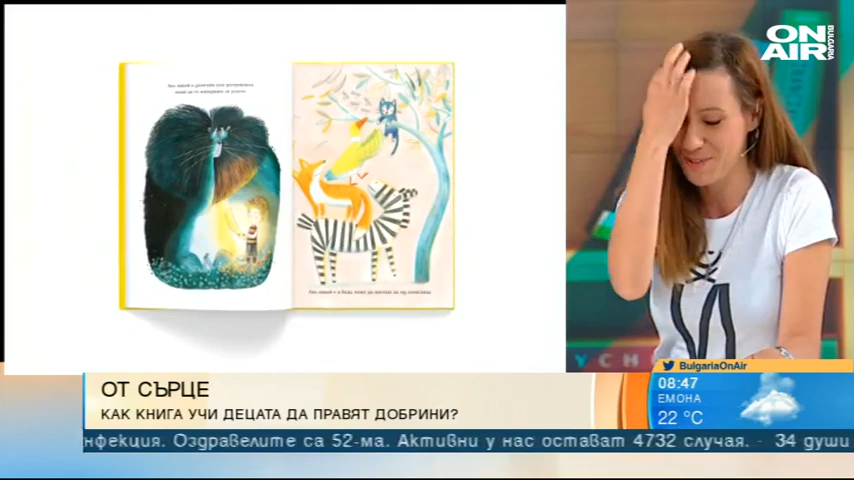 ON
AIR
BULGARIA
BulgariaOnAir
ОТ СЪРЦЕ
КАК КНИГА УЧИ ДЕЦАТА ДА ПРАВЯТ ДОБРИНИ?
08:47
ЕМОНА
22 °C
нфекция. Оздравелите са 52-ма. Активни у нас остават 4732 случая. - 34 души